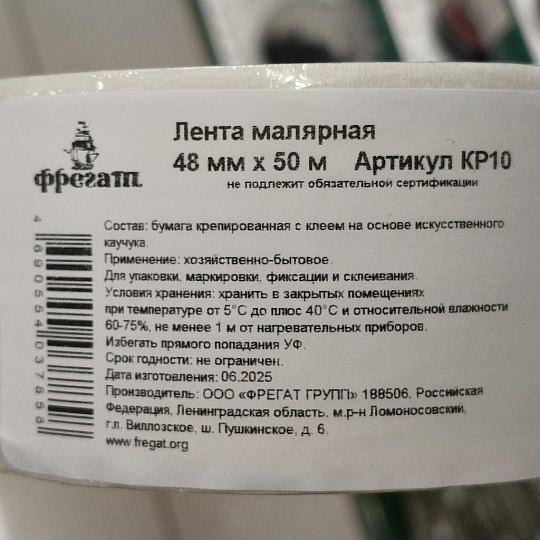 фрегат
Лента малярная
48 мм х 50 м Артикул КР10
не подлежит обязательной сертификации
Состав: бумага крепированная с клеем на основе искусственного
каучука.
Применение: хозяйственно-бытовое.
Для упаковки, маркировки, фиксации и склеивания.
Условия хранения: хранить в закрытых помещениях
при температуре от 5°С до плюс 40°С и относительной влажности
60-75%, не менее 1 м от нагревательных приборов.
Избегать прямого попадания УФ.
Срок годности: не ограничен.
Дата изготовления: 06.2025
Производитель: ООО «ФРЕГАТ ГРУПП» 188506. Российская
Федерация, Ленинградская область, м.р-н Ломоносовский,
г.п. Виллозское, ш. Пушкинское, д. 6.
www.fregat.org
4 690564 037858